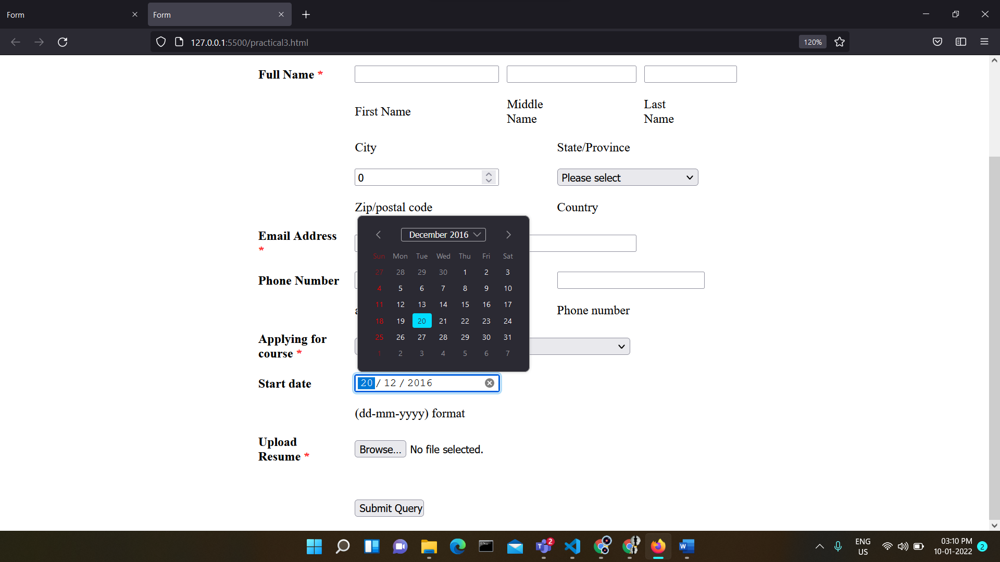 Form
Form
127.0.0.1:5500/practical3.html
120%
Full Name *
First Name
Middle
Name
Last
Name
City
State/Province
0
Please select
Zip/postal code
Country
Email Address
*
December 2016
Sun Mon Tue Wed Thu Fri Sat
27 28 29 30 1 2 3
4 5 6 7 8 9 10
11 12 13 14 15 16 17
18 19 20 21 22 23 24
25 26 27 28 29 30 31
1 2 3 4 5 6 7
Phone Number
Phone number
Applying for
course *
Start date
20 / 12 / 2016
(dd-mm-yyyy) format
Upload
Resume *
Browse... No file selected.
Submit Query
2
ENG
US
03:10 PM
10-01-2022
2